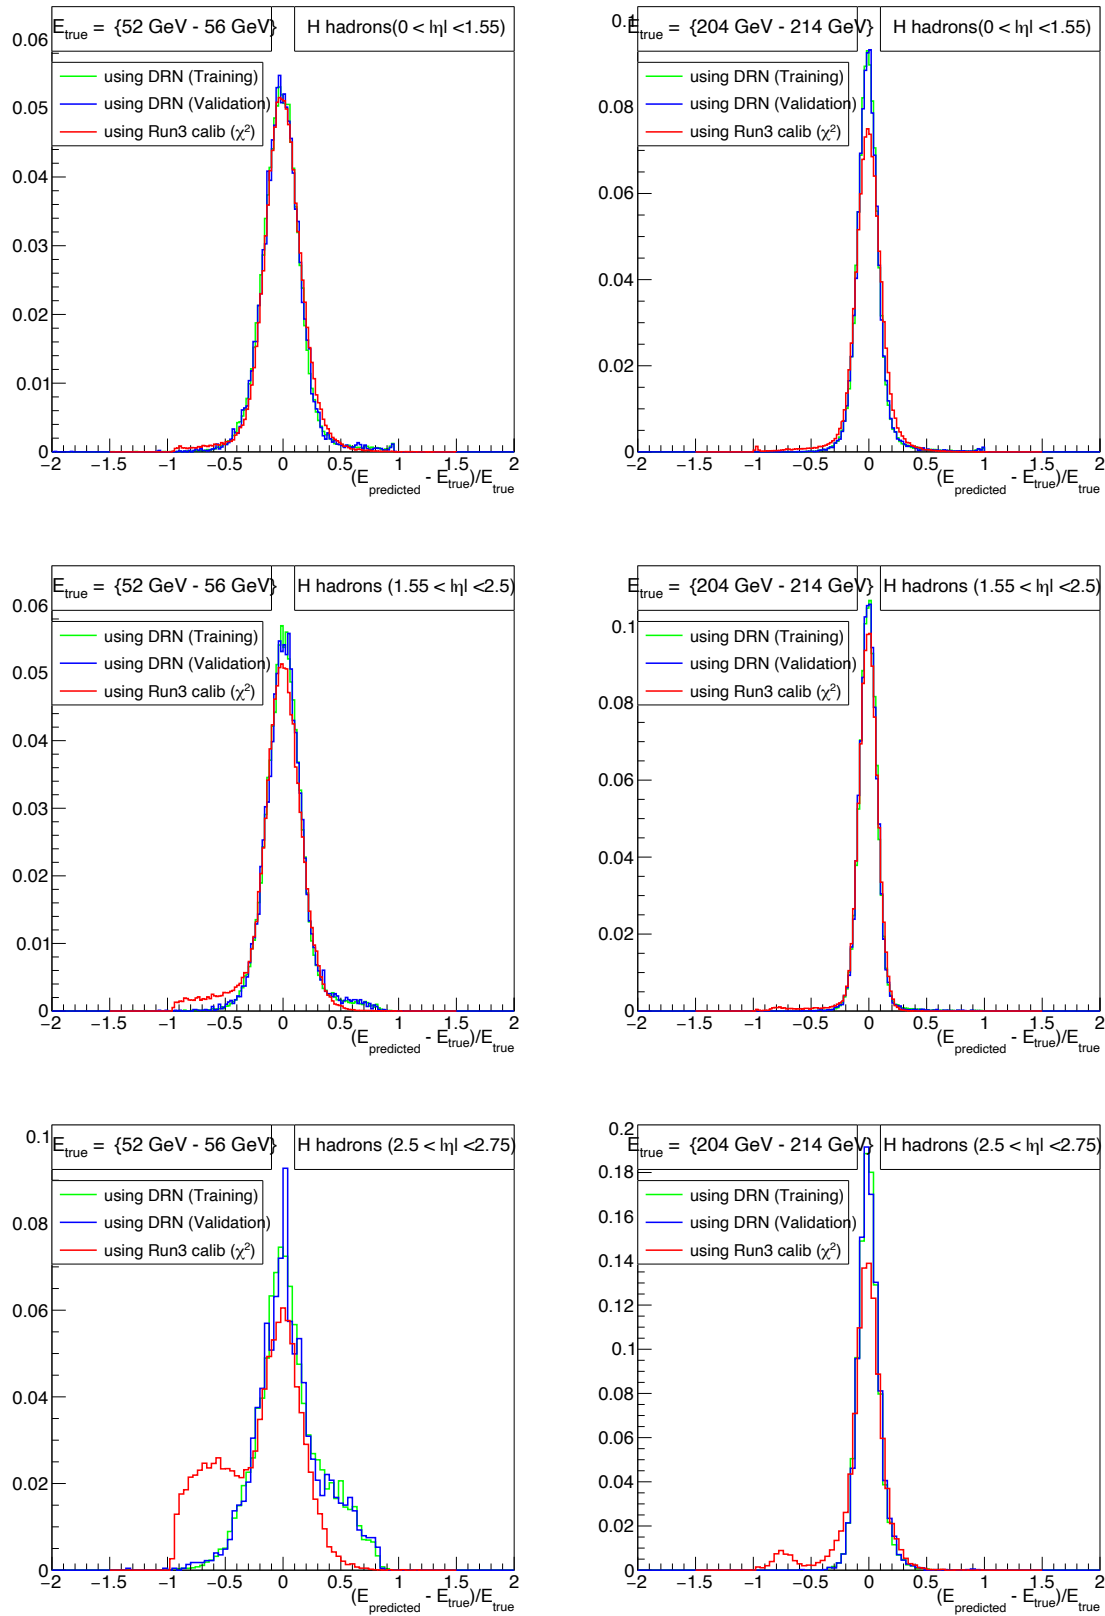 E_true = {52 GeV - 56 GeV}
H hadrons(0 < |η| <1.55)
using DRN (Training)
using DRN (Validation)
using Run3 calib (χ²)
0.06
0.05
0.04
0.03
0.02
0.01
0
−2 −1.5 −1 −0.5 0 0.5 1 1.5 2
(E_predicted - E_true)/E_true
E_true = {204 GeV - 214 GeV}
H hadrons(0 < |η| <1.55)
using DRN (Training)
using DRN (Validation)
using Run3 calib (χ²)
0.1
0.08
0.06
0.04
0.02
0
−2 −1.5 −1 −0.5 0 0.5 1 1.5 2
(E_predicted - E_true)/E_true
E_true = {52 GeV - 56 GeV}
H hadrons (1.55 < |η| <2.5)
using DRN (Training)
using DRN (Validation)
using Run3 calib (χ²)
0.06
0.05
0.04
0.03
0.02
0.01
0
−2 −1.5 −1 −0.5 0 0.5 1 1.5 2
(E_predicted - E_true)/E_true
E_true = {204 GeV - 214 GeV}
H hadrons (1.55 < |η| <2.5)
using DRN (Training)
using DRN (Validation)
using Run3 calib (χ²)
0.1
0.08
0.06
0.04
0.02
0
−2 −1.5 −1 −0.5 0 0.5 1 1.5 2
(E_predicted - E_true)/E_true
E_true = {52 GeV - 56 GeV}
H hadrons (2.5 < |η| <2.75)
using DRN (Training)
using DRN (Validation)
using Run3 calib (χ²)
0.1
0.08
0.06
0.04
0.02
0
−2 −1.5 −1 −0.5 0 0.5 1 1.5 2
(E_predicted - E_true)/E_true
E_true = {204 GeV - 214 GeV}
H hadrons (2.5 < |η| <2.75)
using DRN (Training)
using DRN (Validation)
using Run3 calib (χ²)
0.2
0.18
0.16
0.14
0.12
0.1
0.08
0.06
0.04
0.02
0
−2 −1.5 −1 −0.5 0 0.5 1 1.5 2
(E_predicted - E_true)/E_true